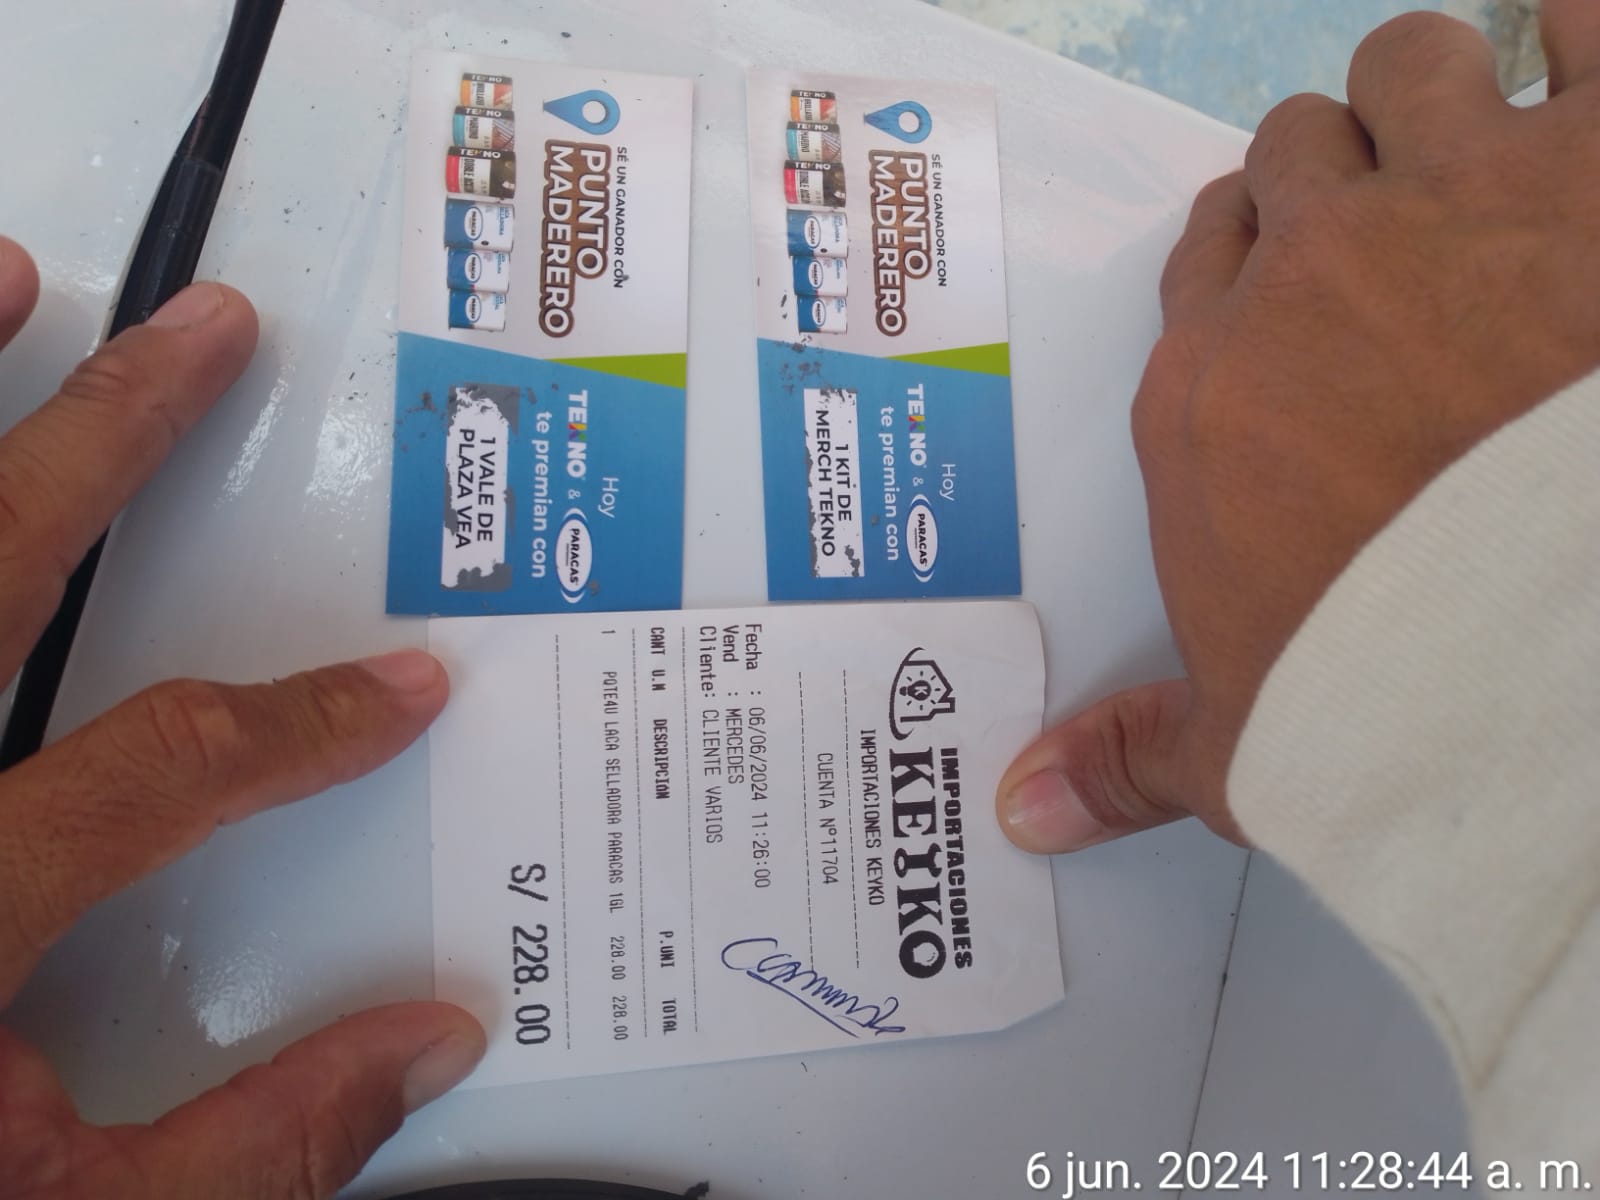 SÉ UN GANADOR CON
PUNTO
MADERERO
Hoy
TEKNO & PARACAS
te premian con
1 VALE DE
PLAZA VEA
SÉ UN GANADOR CON
PUNTO
MADERERO
Hoy
TEKNO & PARACAS
te premian con
1 KIT DE
MERCH TEKNO
IMPORTACIONES
KEYKO
IMPORTACIONES KEYKO
CUENTA Nº11704
Fecha : 06/06/2024 11:26:00
Vend : MERCEDES
Cliente: CLIENTE VARIOS
CANT U.M DESCRIPCION P.UNI TOTAL
1 PQTE4U LACA SELLADORA PARACAS 1GL 228.00 228.00
S/ 228.00
6 jun. 2024 11:28:44 a. m.